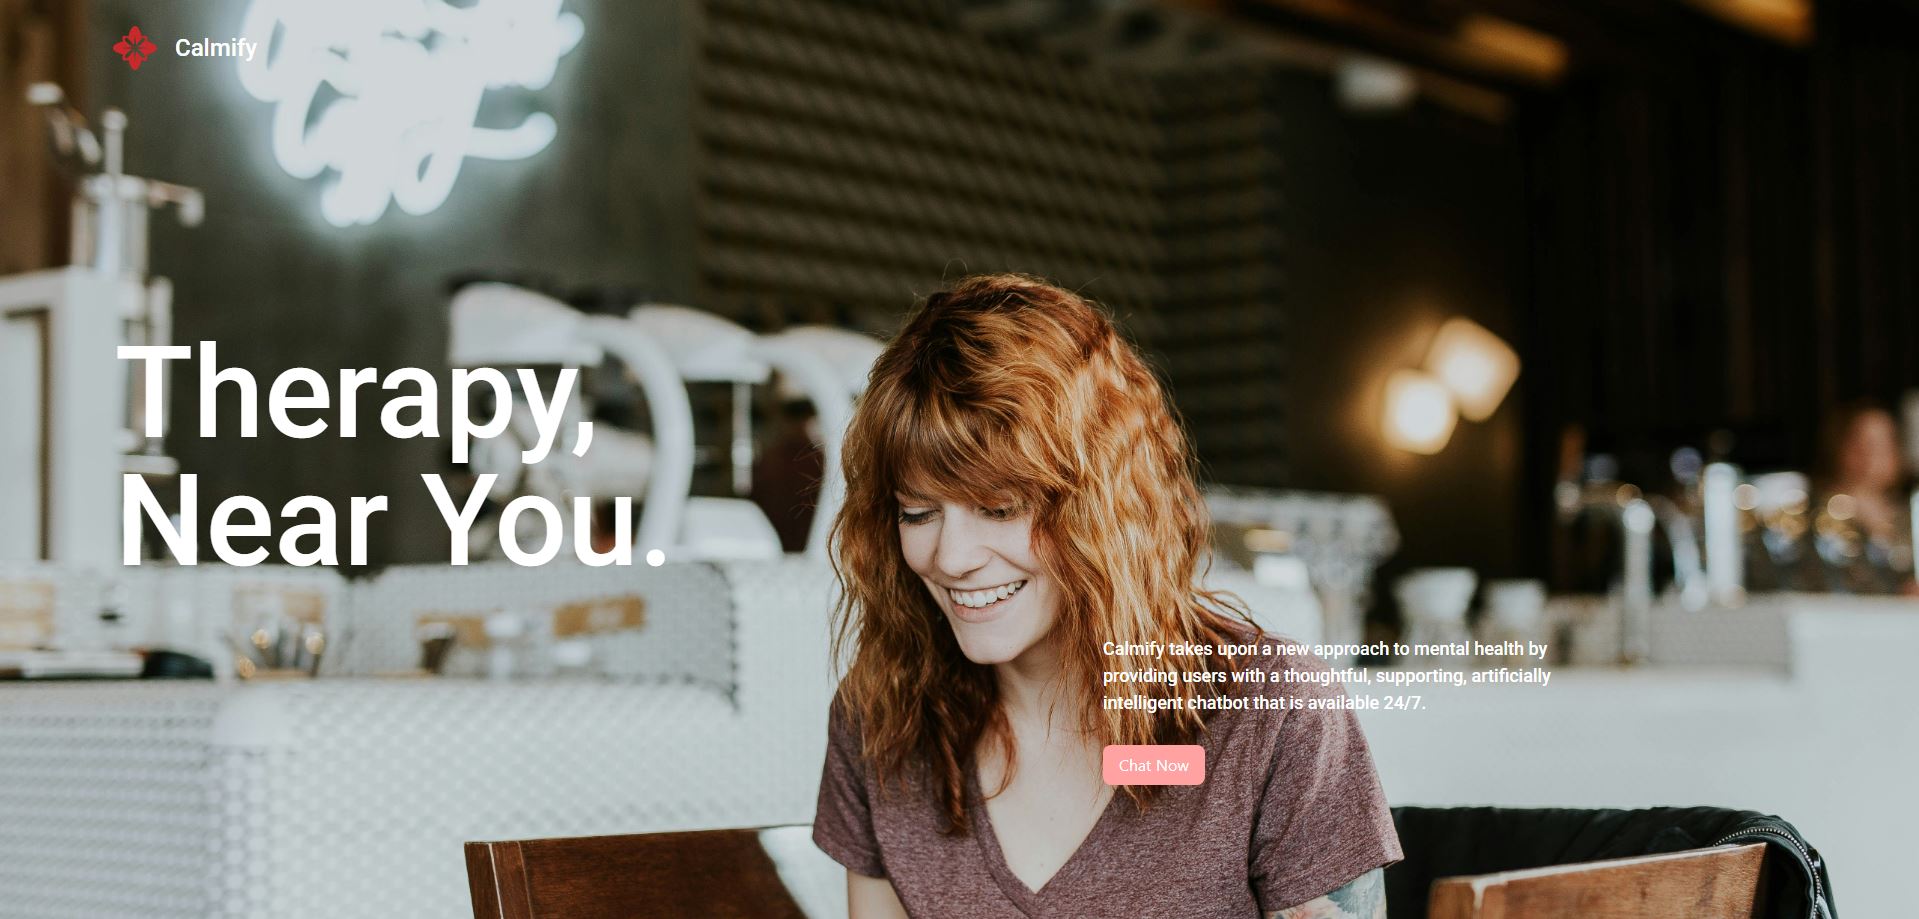 Calmify
Therapy,
Near You.
Calmify takes upon a new approach to mental health by
providing users with a thoughtful, supporting, artificially
intelligent chatbot that is available 24/7.
Chat Now